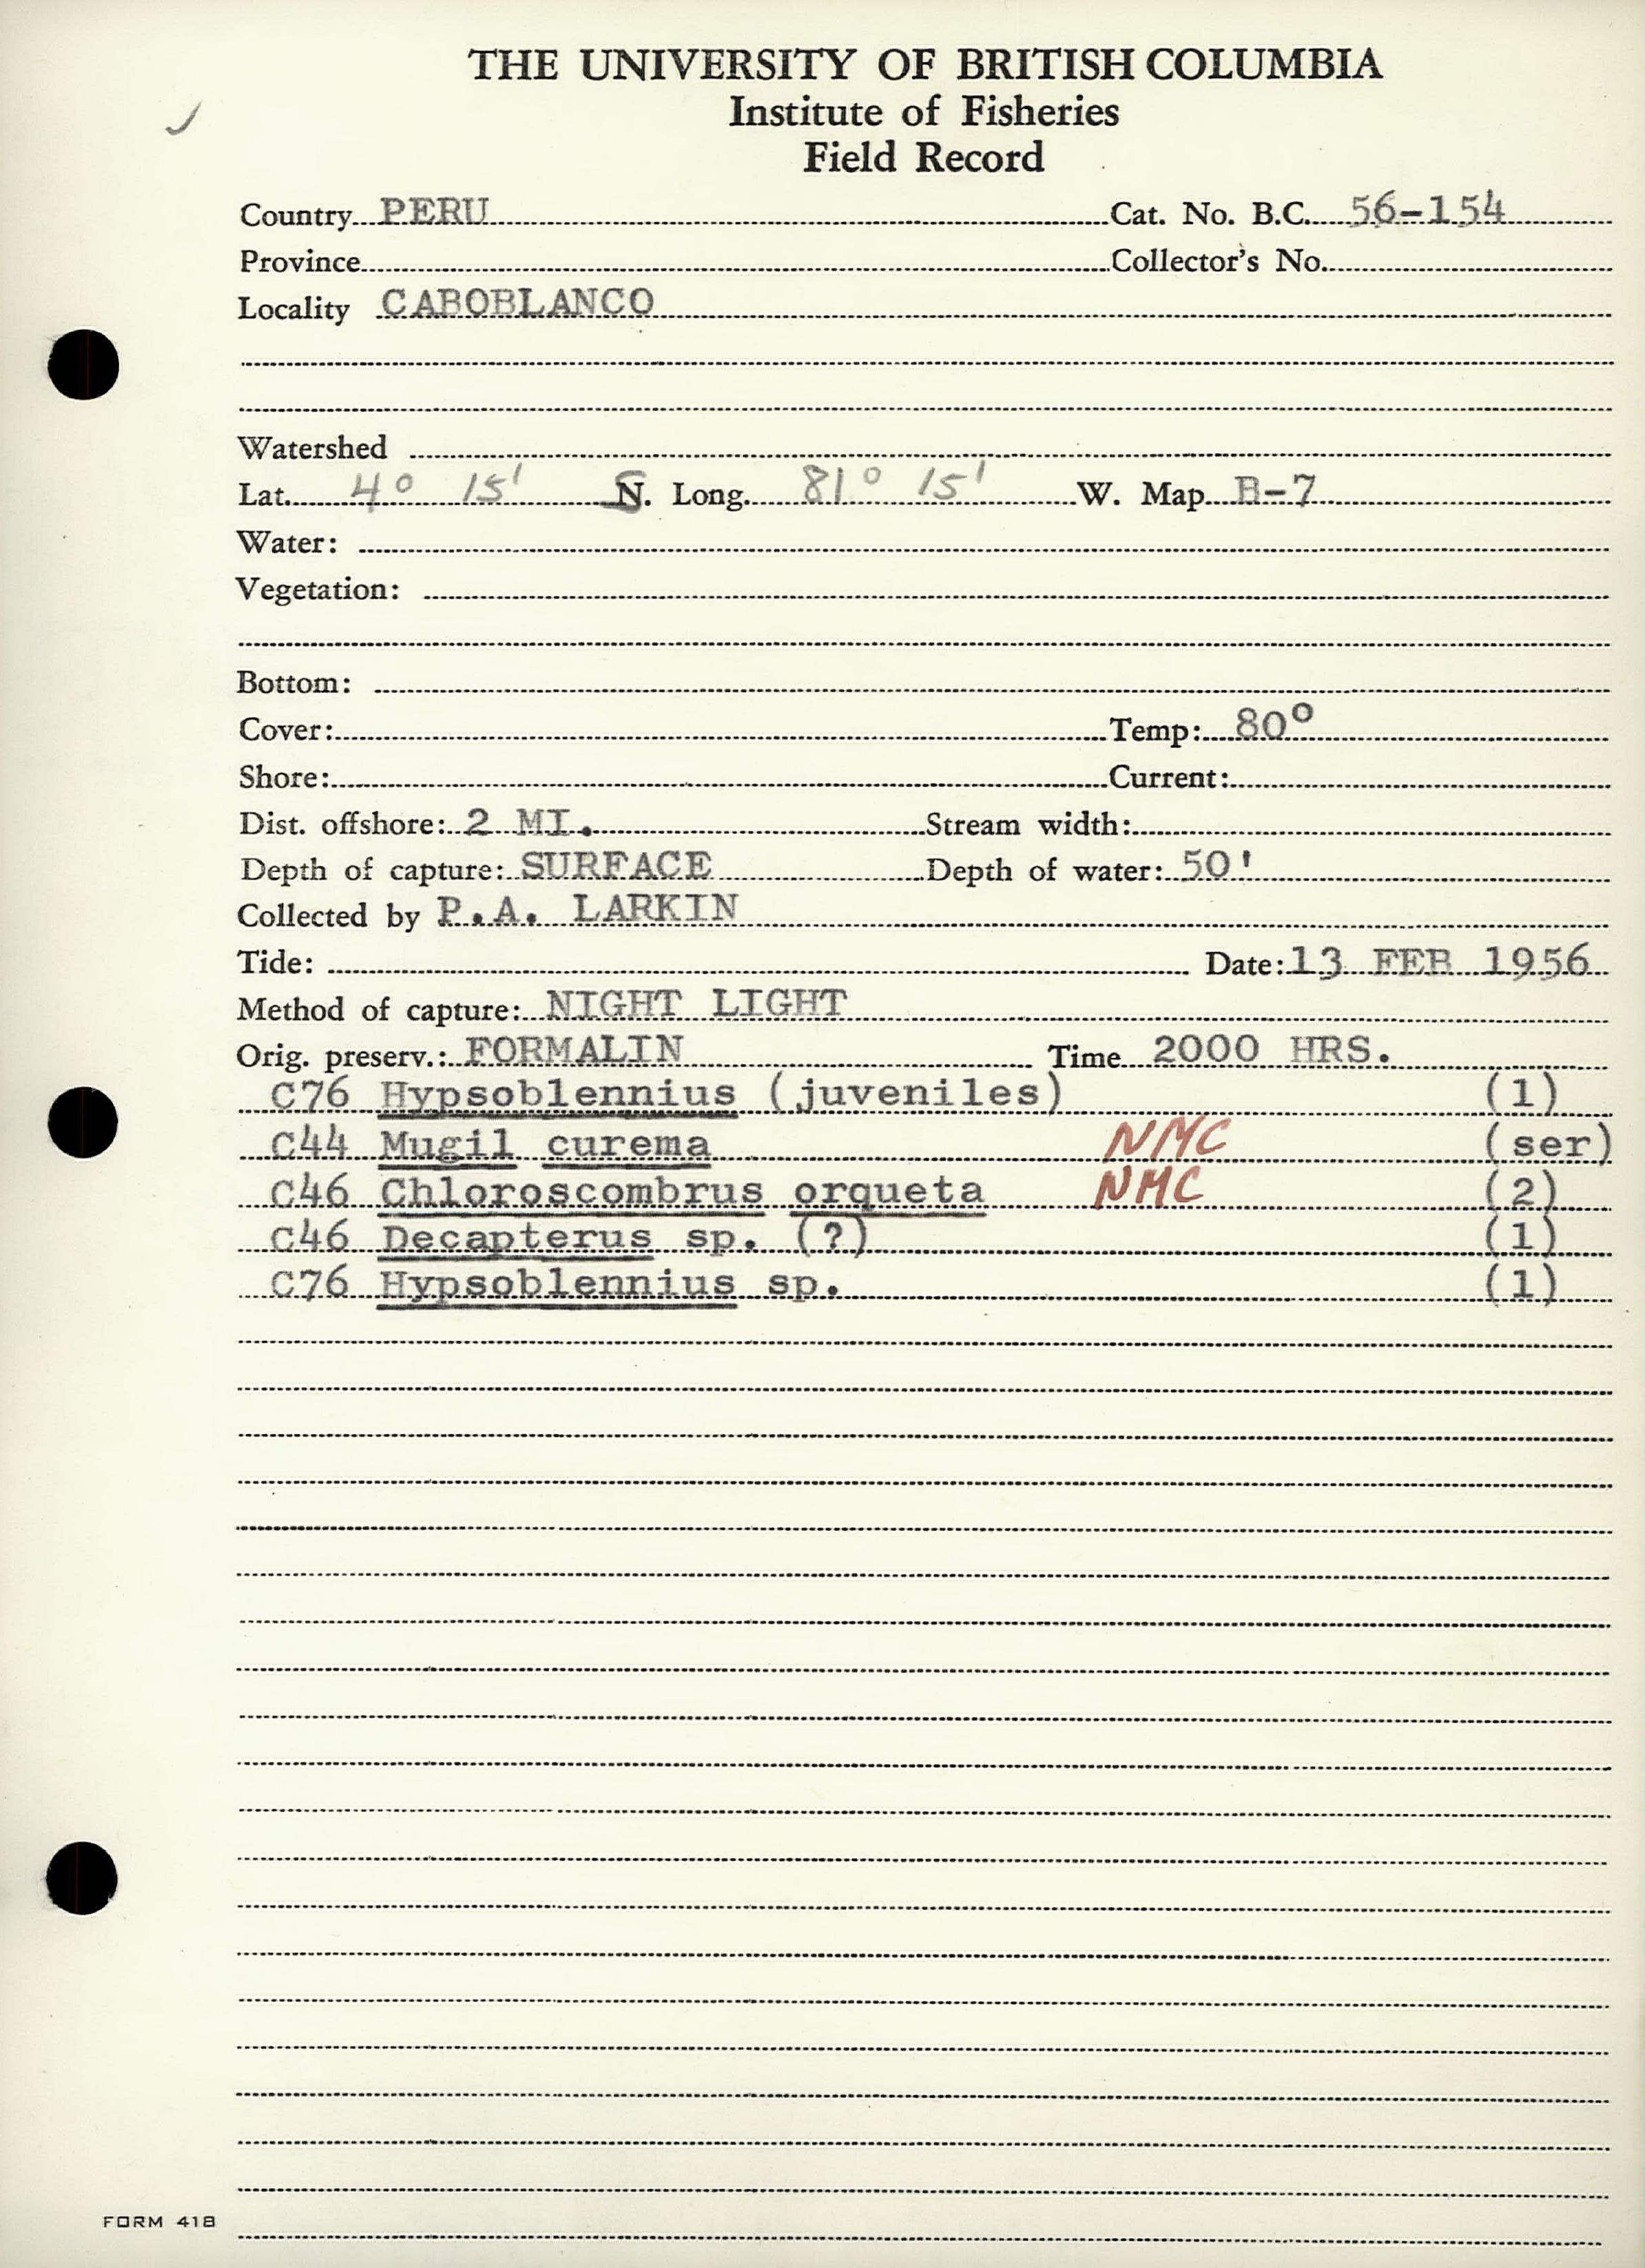 THE UNIVERSITY OF BRITISH COLUMBIA
Institute of Fisheries
Field Record
Country PERU Cat. No. B.C. 56-154
Province Collector's No.
Locality CABOBLANCO
Watershed
Lat. 4° 15' S N. Long. 81° 15' W. Map B-7
Water:
Vegetation:
Bottom:
Cover: Temp: 80°
Shore: Current:
Dist. offshore: 2 MI. Stream width:
Depth of capture: SURFACE Depth of water: 50'
Collected by P.A. LARKIN
Tide: Date: 13 FEB 1956
Method of capture: NIGHT LIGHT
Orig. preserv.: FORMALIN Time 2000 HRS.
C76 Hypsoblennius (juveniles) (1)
C44 Mugil curema NMC (ser)
C46 Chloroscombrus orqueta NMC (2)
C46 Decapterus sp. (?) (1)
C76 Hypsoblennius sp. (1)
FORM 418